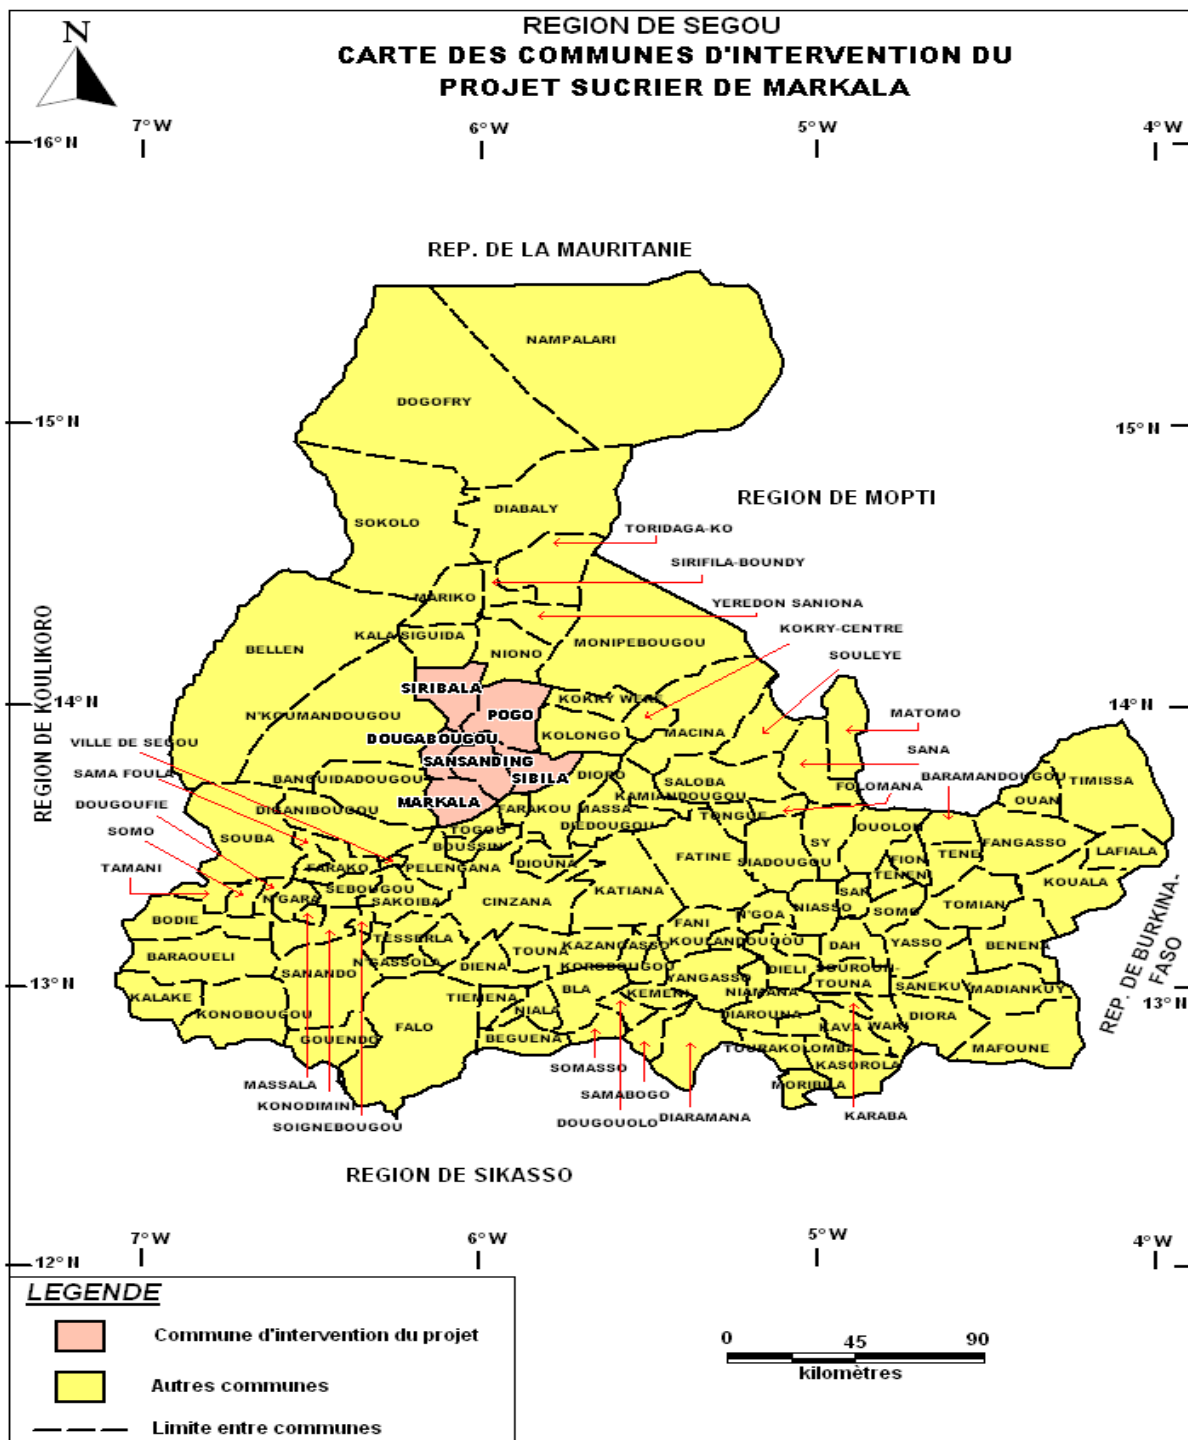 REGION DE SEGOU
CARTE DES COMMUNES D'INTERVENTION DU
PROJET SUCRIER DE MARKALA
N
7°W
6°W
5°W
4°W
16°N
REP. DE LA MAURITANIE
NAMPALARI
DOGOFRY
15°N
15°N
REGION DE MOPTI
DIABALY
SOKOLO
TORIDAGA-KO
SIRIFILA-BOUNDY
MARIKO
YEREDON SANIONA
KOKRY-CENTRE
KALA SIGUIDA
MONIPEBOUGOU
SOULEYE
BELLEN
NIONO
REGION DE KOULIKORO
SIRIBALA
KOKRY WERE
14°N
14°N
N'KOUMANDOUGOU
POGO
MATOMO
VILLE DE SEGOU
DOUGABOUGOU
KOLONGO
MACINA
SANA
SAMA FOULA
SANSANDING
BANGUIDADOUGOU
SIBILA
DIORO
SALOBA
FOLOMANA
BARAMANDOUGOU
TIMISSA
DOUGOUFIE
MARKALA
KAMIANDOUGOU
OUAN
DIGANIBOUGOU
FARAKOU MASSA
TONGUE
SOMO
SOUBA
TOGOU
DIEDOUGOU
OUOLON
BOUSSIN
SY
FANGASSO
LAFIALA
TAMANI
FARAKO
PELENGANA
DIOUNA
FATINE
SIADOUGOU
FION
TENE
TENENI
KOUALA
SEBOUGOU
KATIANA
SAN
N'GARA
SAKOIBA
CINZANA
NIASSO
SOMO
TOMIAN
BODIE
FANI
N'GOA
TESSERLA
TOUNA
KAZANGASSO
KOULANDOUGOU
DAH
YASSO
BENENA
BARAOUELI
N'GASSOLA
DIENA
KORODOUGOU
DIELI
SOUROUN-
TOUNA
SANANDO
BLA
YANGASSO
SANEKUY
MADIANKUY
KALAKE
TIEMENA
KEMENI
NIAMANA
REP. DE BURKINA-
FASO
13°N
13°N
KONOBOUGOU
NIALA
DIAROUNA
DIORA
FALO
KAVA
WAKI
GOUENDO
BEGUENA
TOURAKOLOMBA
MAFOUNE
KASOROLA
SOMASSO
MASSALA
SAMABOGO
MORIBILA
KONODIMINI
DIARAMANA
KARABA
SOIGNEBOUGOU
DOUGOUOLO
REGION DE SIKASSO
7°W
6°W
5°W
4°W
12°N
LEGENDE
Commune d'intervention du projet
Autres communes
Limite entre communes
0 45 90
kilomètres